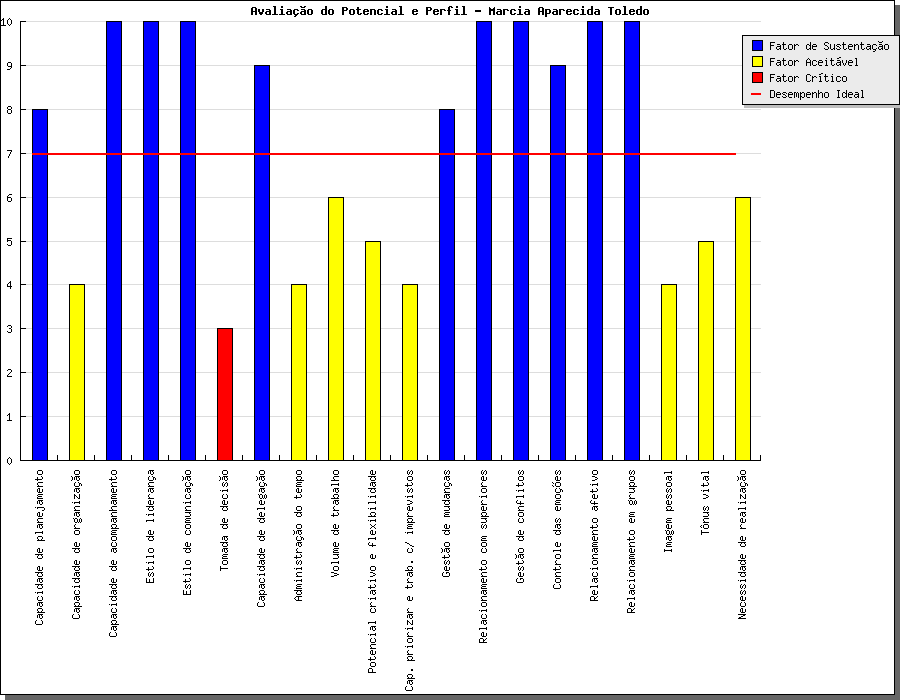 Avaliação do Potencial e Perfil - Marcia Aparecida Toledo
10
9
8
7
6
5
4
3
2
1
0
Fator de Sustentação
Fator Aceitável
Fator Crítico
Desempenho Ideal
Capacidade de planejamento
Capacidade de organização
Capacidade de acompanhamento
Estilo de liderança
Estilo de comunicação
Tomada de decisão
Capacidade de delegação
Administração do tempo
Volume de trabalho
Potencial criativo e flexibilidade
Cap. priorizar e trab. c/ imprevistos
Gestão de mudanças
Relacionamento com superiores
Gestão de conflitos
Controle das emoções
Relacionamento afetivo
Relacionamento em grupos
Imagem pessoal
Tônus vital
Necessidade de realização